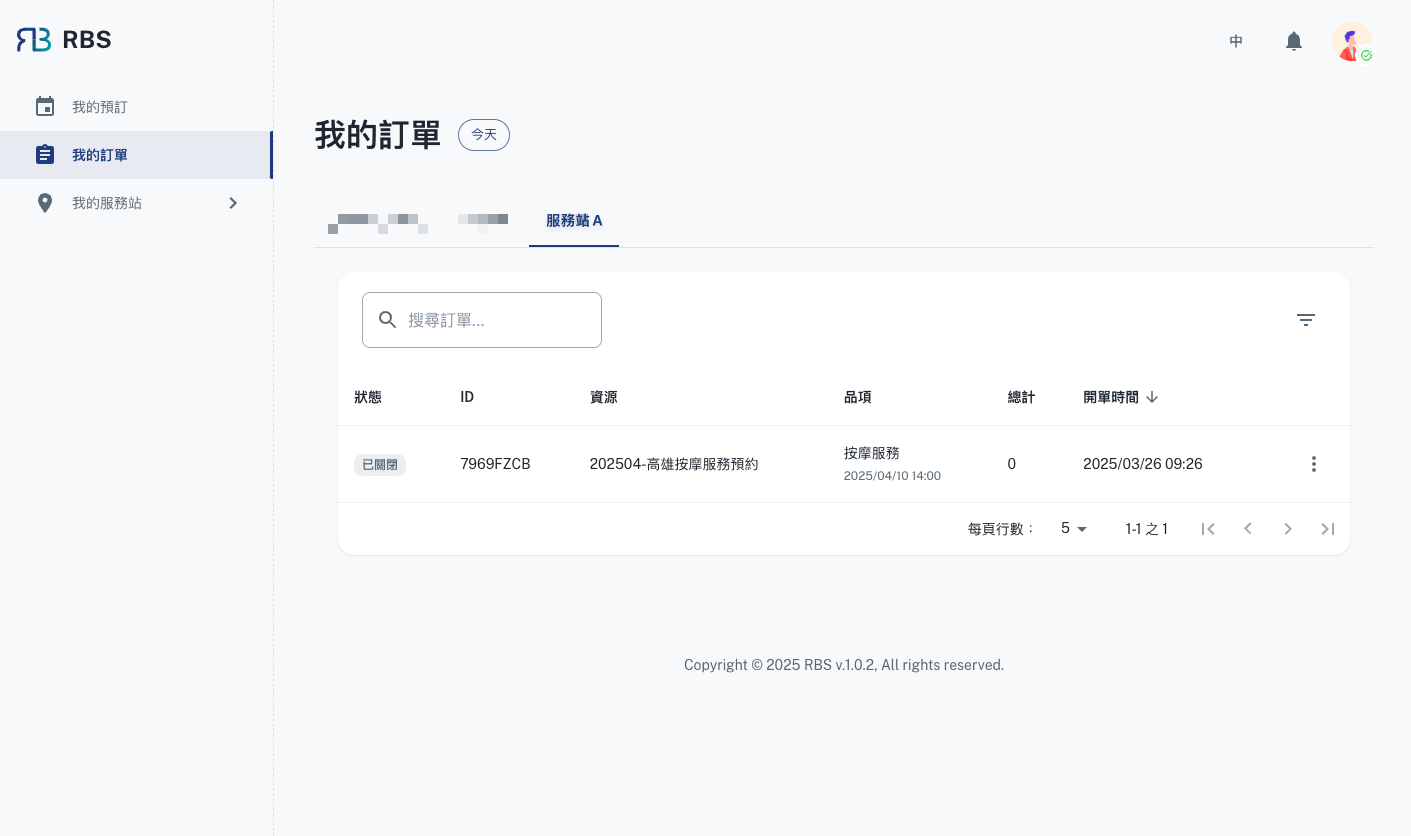 RBS
中
我的預訂
我的訂單
我的服務站
我的訂單
今天
服務站 A
搜尋訂單...
狀態 ID 資源 品項 總計 開單時間
已關閉 7969FZCB 202504-高雄按摩服務預約 按摩服務 0 2025/03/26 09:26
2025/04/10 14:00
每頁行數： 5 1-1 之 1
Copyright © 2025 RBS v.1.0.2, All rights reserved.